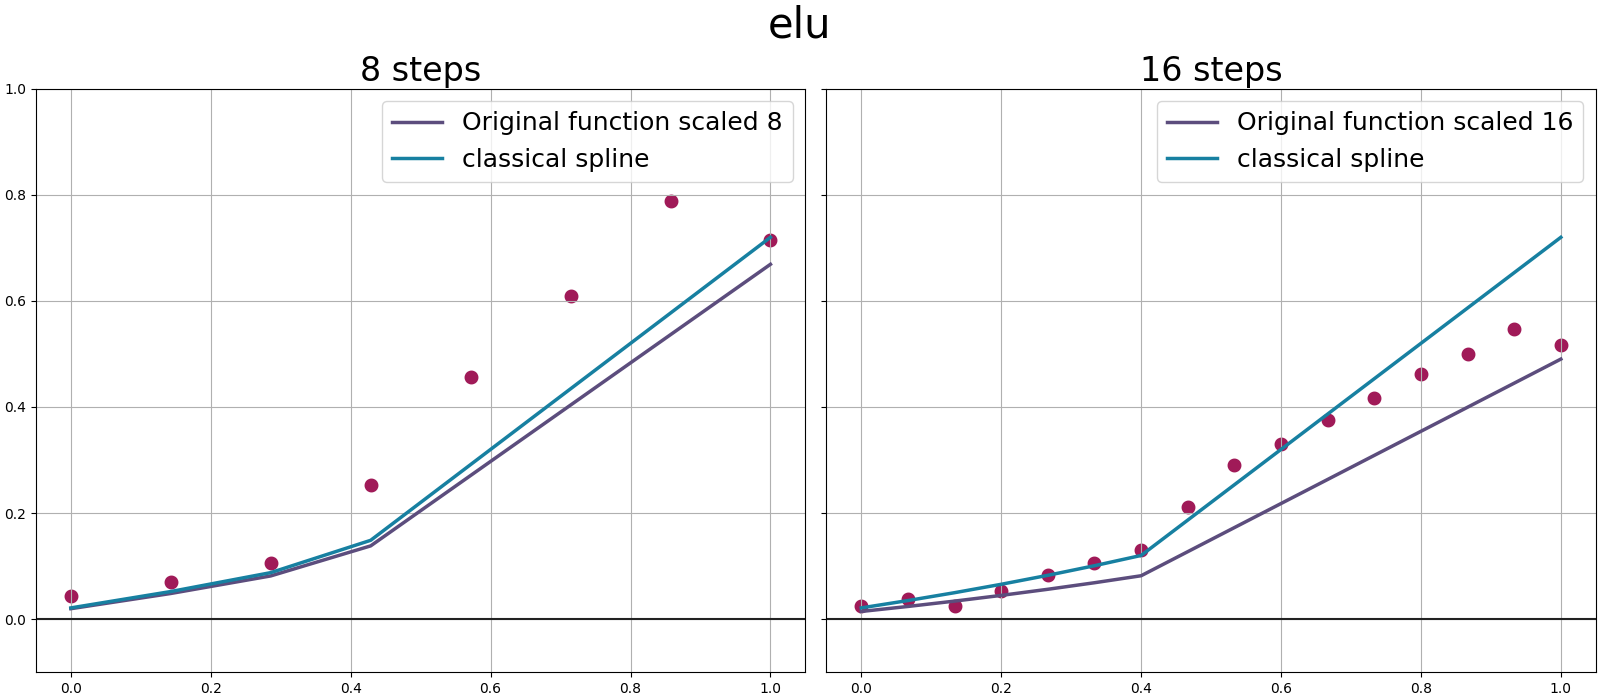 elu
8 steps
16 steps
Original function scaled 8
classical spline
Original function scaled 16
classical spline
1.0
0.8
0.6
0.4
0.2
0.0
0.0 0.2 0.4 0.6 0.8 1.0
0.0 0.2 0.4 0.6 0.8 1.0